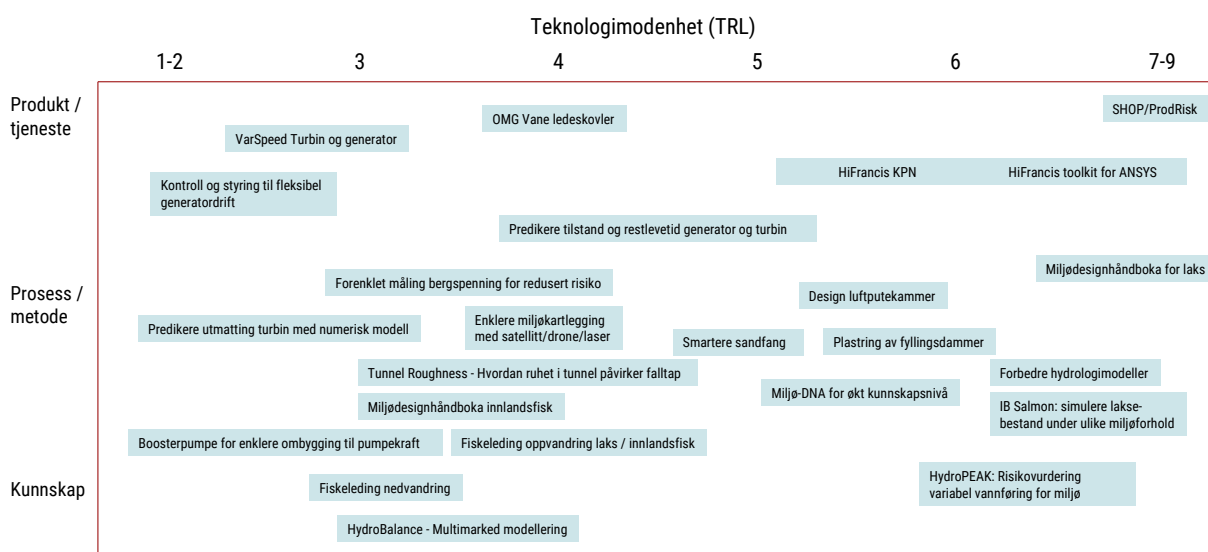 Teknologimodenhet (TRL)
1-2 3 4 5 6 7-9
Produkt /
tjeneste
SHOP/ProdRisk
OMG Vane ledeskovler
VarSpeed Turbin og generator
HiFrancis KPN HiFrancis toolkit for ANSYS
Kontroll og styring til fleksibel
generatordrift
Predikere tilstand og restlevetid generator og turbin
Miljødesignhåndboka for laks
Prosess /
metode
Forenklet måling bergspenning for redusert risiko
Design luftputekammer
Predikere utmatting turbin med numerisk modell
Enklere miljøkartlegging
med satellitt/drone/laser
Smartere sandfang
Plastring av fyllingsdammer
Tunnel Roughness - Hvordan ruhet i tunnel påvirker falltap
Forbedre hydrologimodeller
Miljø-DNA for økt kunnskapsnivå
Miljødesignhåndboka innlandsfisk
IB Salmon: simulere lakse-
bestand under ulike miljøforhold
Boosterpumpe for enklere ombygging til pumpekraft
Fiskeleding oppvandring laks / innlandsfisk
Kunnskap
Fiskeleding nedvandring
HydroPEAK: Risikovurdering
variabel vannføring for miljø
HydroBalance - Multimarked modellering